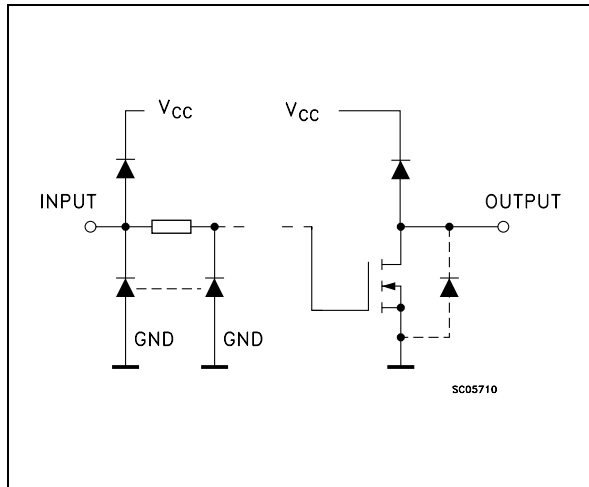 VCC
VCC
INPUT
OUTPUT
GND
GND
SC05710